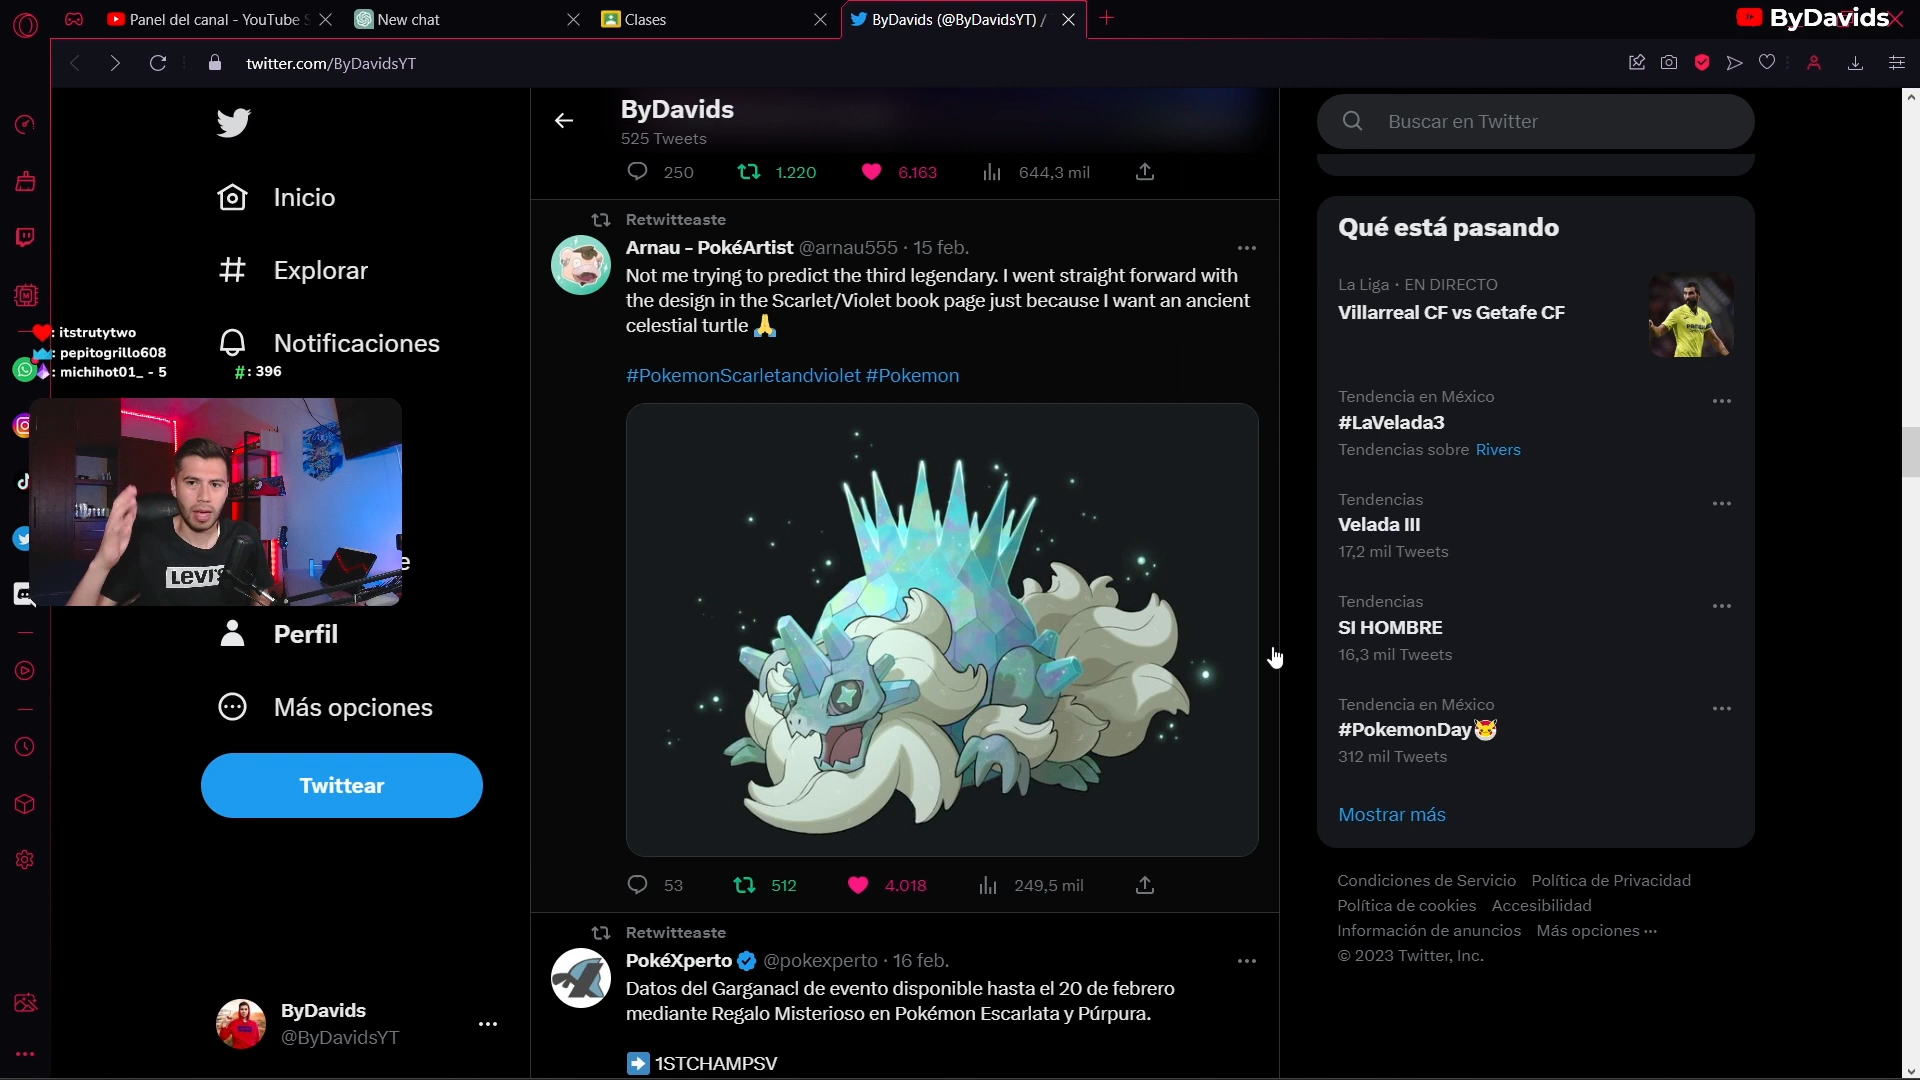 Panel del canal - YouTube S
New chat
Clases
ByDavids (@ByDavidsYT) /
ByDavids
twitter.com/ByDavidsYT
Inicio
Explorar
Notificaciones
: itstrutytwo
: pepitogrillo608
: michihot01_ - 5
#: 396
LEVI'S
e
Perfil
Más opciones
Twittear
ByDavids
@ByDavidsYT
ByDavids
525 Tweets
250 1.220 6.163 644,3 mil
Retwitteaste
Arnau - PokéArtist @arnau555 · 15 feb.
Not me trying to predict the third legendary. I went straight forward with
the design in the Scarlet/Violet book page just because I want an ancient
celestial turtle 🙏
#PokemonScarletandviolet #Pokemon
53 512 4.018 249,5 mil
Retwitteaste
PokéXperto @pokexperto · 16 feb.
Datos del Garganacl de evento disponible hasta el 20 de febrero
mediante Regalo Misterioso en Pokémon Escarlata y Púrpura.
➡️ 1STCHAMPSV
Buscar en Twitter
Qué está pasando
La Liga · EN DIRECTO
Villarreal CF vs Getafe CF
Tendencia en México
#LaVelada3
Tendencias sobre Rivers
Tendencias
Velada III
17,2 mil Tweets
Tendencias
SI HOMBRE
16,3 mil Tweets
Tendencia en México
#PokemonDay
312 mil Tweets
Mostrar más
Condiciones de Servicio Política de Privacidad
Política de cookies Accesibilidad
Información de anuncios Más opciones ···
© 2023 Twitter, Inc.